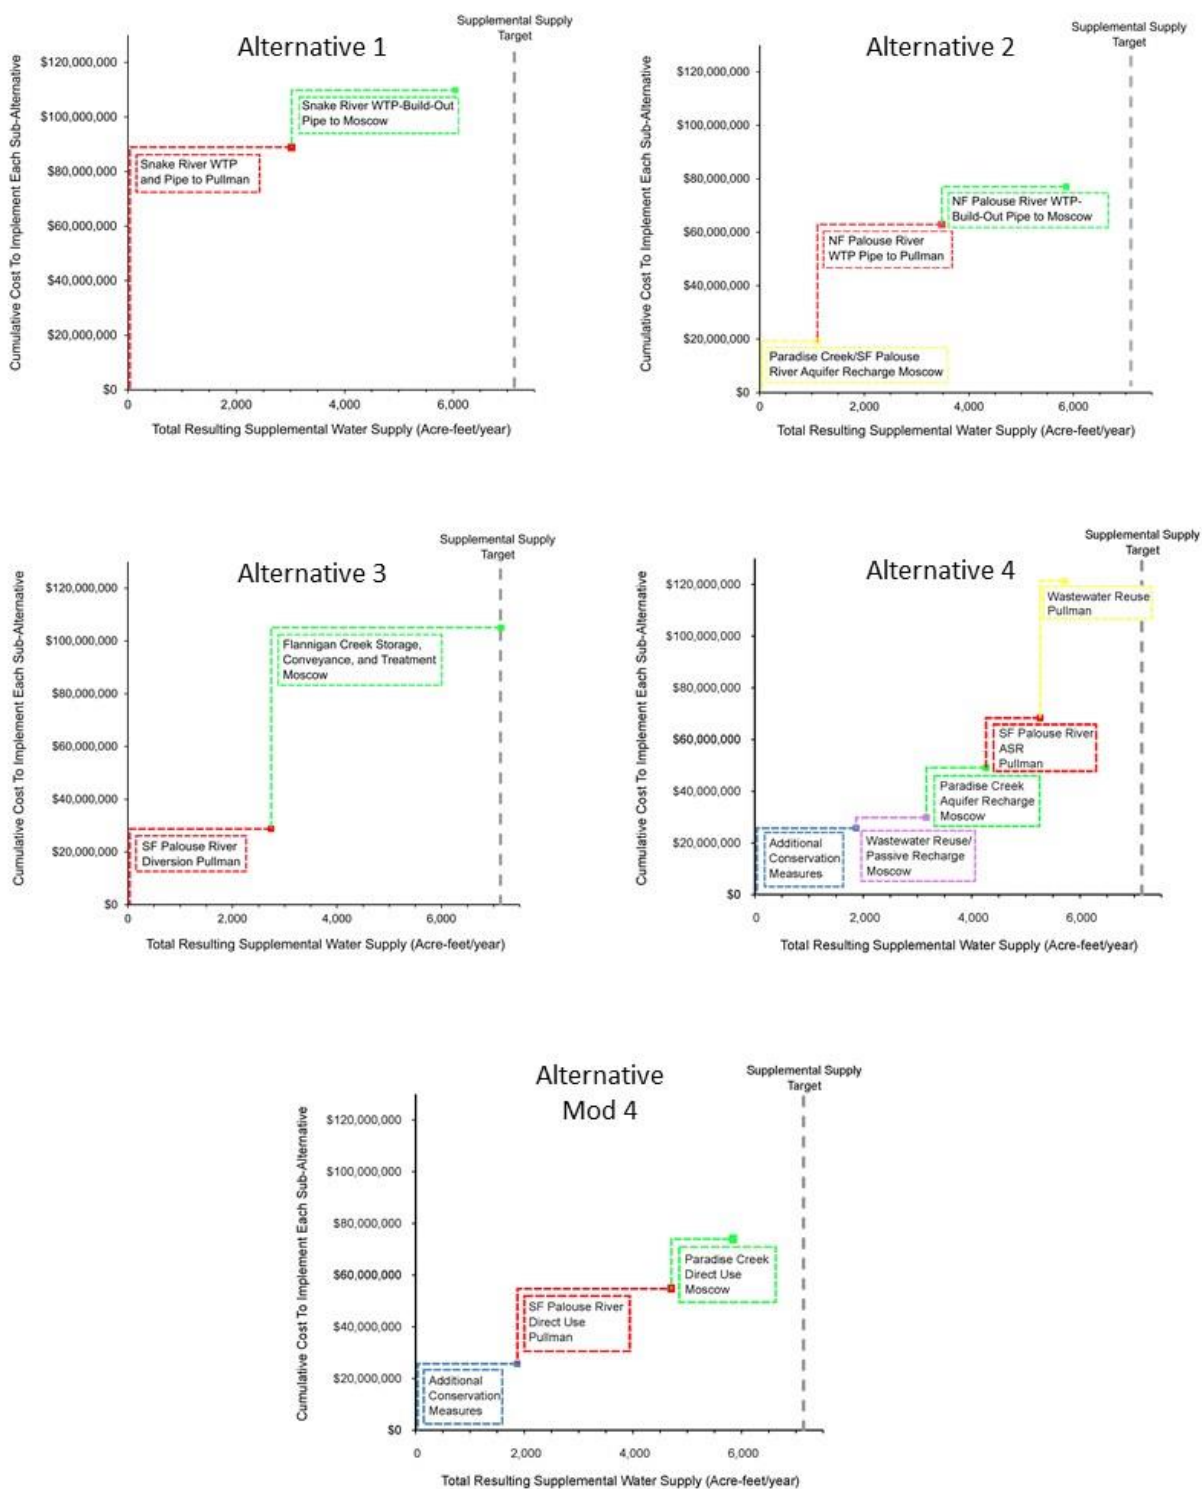 Supplemental Supply
Target
Alternative 1
Cumulative Cost To Implement Each Sub-Alternative
$120,000,000
$100,000,000
$80,000,000
$60,000,000
$40,000,000
$20,000,000
$0
Snake River WTP-Build-Out
Pipe to Moscow
Snake River WTP
and Pipe to Pullman
0
2,000
4,000
6,000
Total Resulting Supplemental Water Supply (Acre-feet/year)
Supplemental Supply
Target
Alternative 2
Cumulative Cost To Implement Each Sub-Alternative
$120,000,000
$100,000,000
$80,000,000
$60,000,000
$40,000,000
$20,000,000
$0
NF Palouse River WTP-
Build-Out Pipe to Moscow
NF Palouse River
WTP Pipe to Pullman
Paradise Creek/SF Palouse
River Aquifer Recharge Moscow
0
2,000
4,000
6,000
Total Resulting Supplemental Water Supply (Acre-feet/year)
Supplemental Supply
Target
Alternative 3
Cumulative Cost To Implement Each Sub-Alternative
$120,000,000
$100,000,000
$80,000,000
$60,000,000
$40,000,000
$20,000,000
$0
Flannigan Creek Storage,
Conveyance, and Treatment
Moscow
SF Palouse River
Diversion Pullman
0
2,000
4,000
6,000
Total Resulting Supplemental Water Supply (Acre-feet/year)
Supplemental Supply
Target
Alternative 4
Cumulative Cost To Implement Each Sub-Alternative
$120,000,000
$100,000,000
$80,000,000
$60,000,000
$40,000,000
$20,000,000
$0
Wastewater Reuse
Pullman
SF Palouse River
ASR
Pullman
Paradise Creek
Aquifer Recharge
Moscow
Wastewater Reuse/
Passive Recharge
Moscow
Additional
Conservation
Measures
0
2,000
4,000
6,000
Total Resulting Supplemental Water Supply (Acre-feet/year)
Alternative
Mod 4
Supplemental Supply
Target
Cumulative Cost To Implement Each Sub-Alternative
$120,000,000
$100,000,000
$80,000,000
$60,000,000
$40,000,000
$20,000,000
$0
Paradise Creek
Direct Use
Moscow
SF Palouse River
Direct Use
Pullman
Additional
Conservation
Measures
0
2,000
4,000
6,000
Total Resulting Supplemental Water Supply (Acre-feet/year)